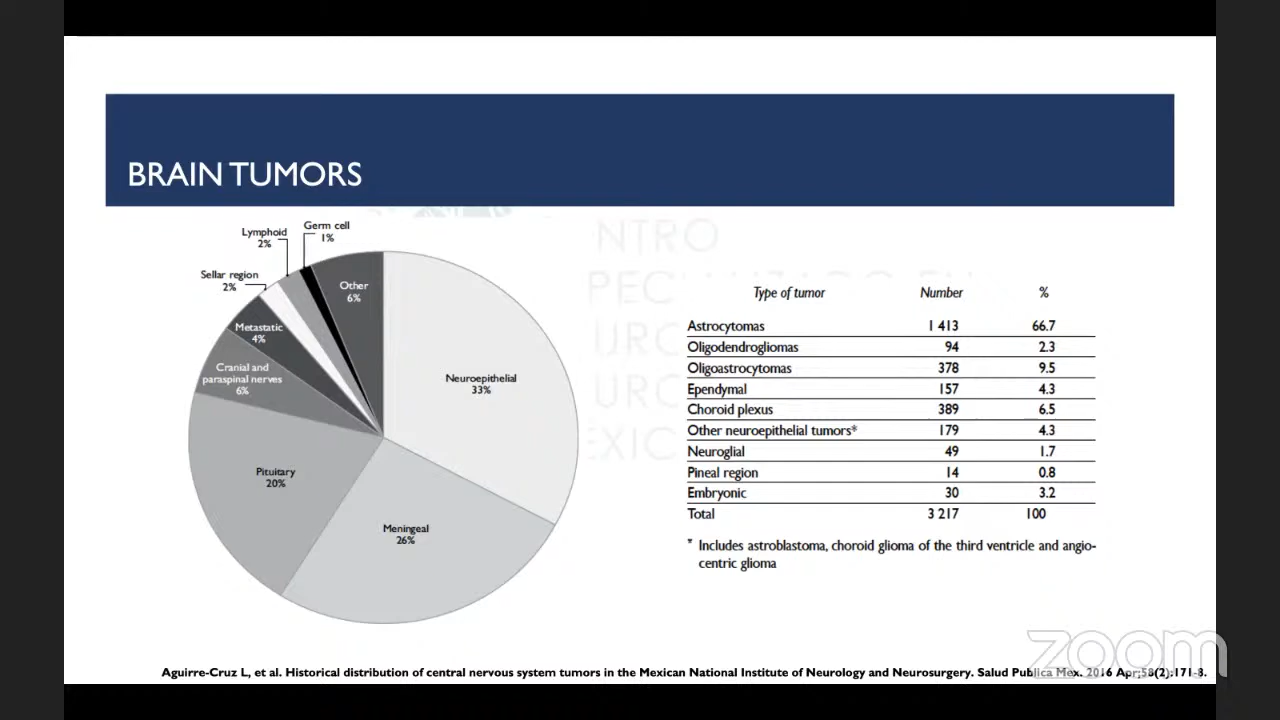 BRAIN TUMORS
Germ cell
1%
Lymphoid
2%
Sellar region
2%
Other
6%
Metastatic
4%
Cranial and
paraspinal nerves
6%
Neuroepithelial
33%
Pituitary
20%
Meningeal
26%
NTRO
PEC
URO
URO
EXIC
Type of tumor Number %
Astrocytomas 1 413 66.7
Oligodendrogliomas 94 2.3
Oligoastrocytomas 378 9.5
Ependymal 157 4.3
Choroid plexus 389 6.5
Other neuroepithelial tumors* 179 4.3
Neuroglial 49 1.7
Pineal region 14 0.8
Embryonic 30 3.2
Total 3 217 100
* Includes astroblastoma, choroid glioma of the third ventricle and angio-
centric glioma
zoom
Aguirre-Cruz L, et al. Historical distribution of central nervous system tumors in the Mexican National Institute of Neurology and Neurosurgery. Salud Publica Mex. 2016 Apr;58(2):171-8.